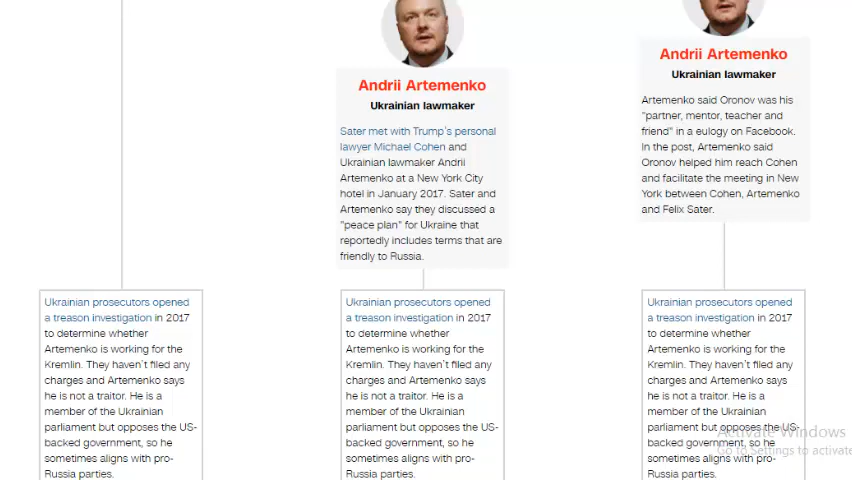 Andrii Artemenko
Ukrainian lawmaker
Sater met with Trump's personal
lawyer Michael Cohen and
Ukrainian lawmaker Andrii
Artemenko at a New York City
hotel in January 2017. Sater and
Artemenko say they discussed a
"peace plan" for Ukraine that
reportedly includes terms that are
friendly to Russia.
Andrii Artemenko
Ukrainian lawmaker
Artemenko said Oronov was his
"partner, mentor, teacher and
friend" in a eulogy on Facebook.
In the post, Artemenko said
Oronov helped him reach Cohen
and facilitate the meeting in New
York between Cohen, Artemenko
and Felix Sater.
Ukrainian prosecutors opened
a treason investigation in 2017
to determine whether
Artemenko is working for the
Kremlin. They haven't filed any
charges and Artemenko says
he is not a traitor. He is a
member of the Ukrainian
parliament but opposes the US-
backed government, so he
sometimes aligns with pro-
Russia parties.
Ukrainian prosecutors opened
a treason investigation in 2017
to determine whether
Artemenko is working for the
Kremlin. They haven't filed any
charges and Artemenko says
he is not a traitor. He is a
member of the Ukrainian
parliament but opposes the US-
backed government, so he
sometimes aligns with pro-
Russia parties.
Ukrainian prosecutors opened
a treason investigation in 2017
to determine whether
Artemenko is working for the
Kremlin. They haven't filed any
charges and Artemenko says
he is not a traitor. He is a
member of the Ukrainian
parliament but opposes the US-
backed government, so he
sometimes aligns with pro-
Russia parties.
Activate Windows
Go to Settings to activate